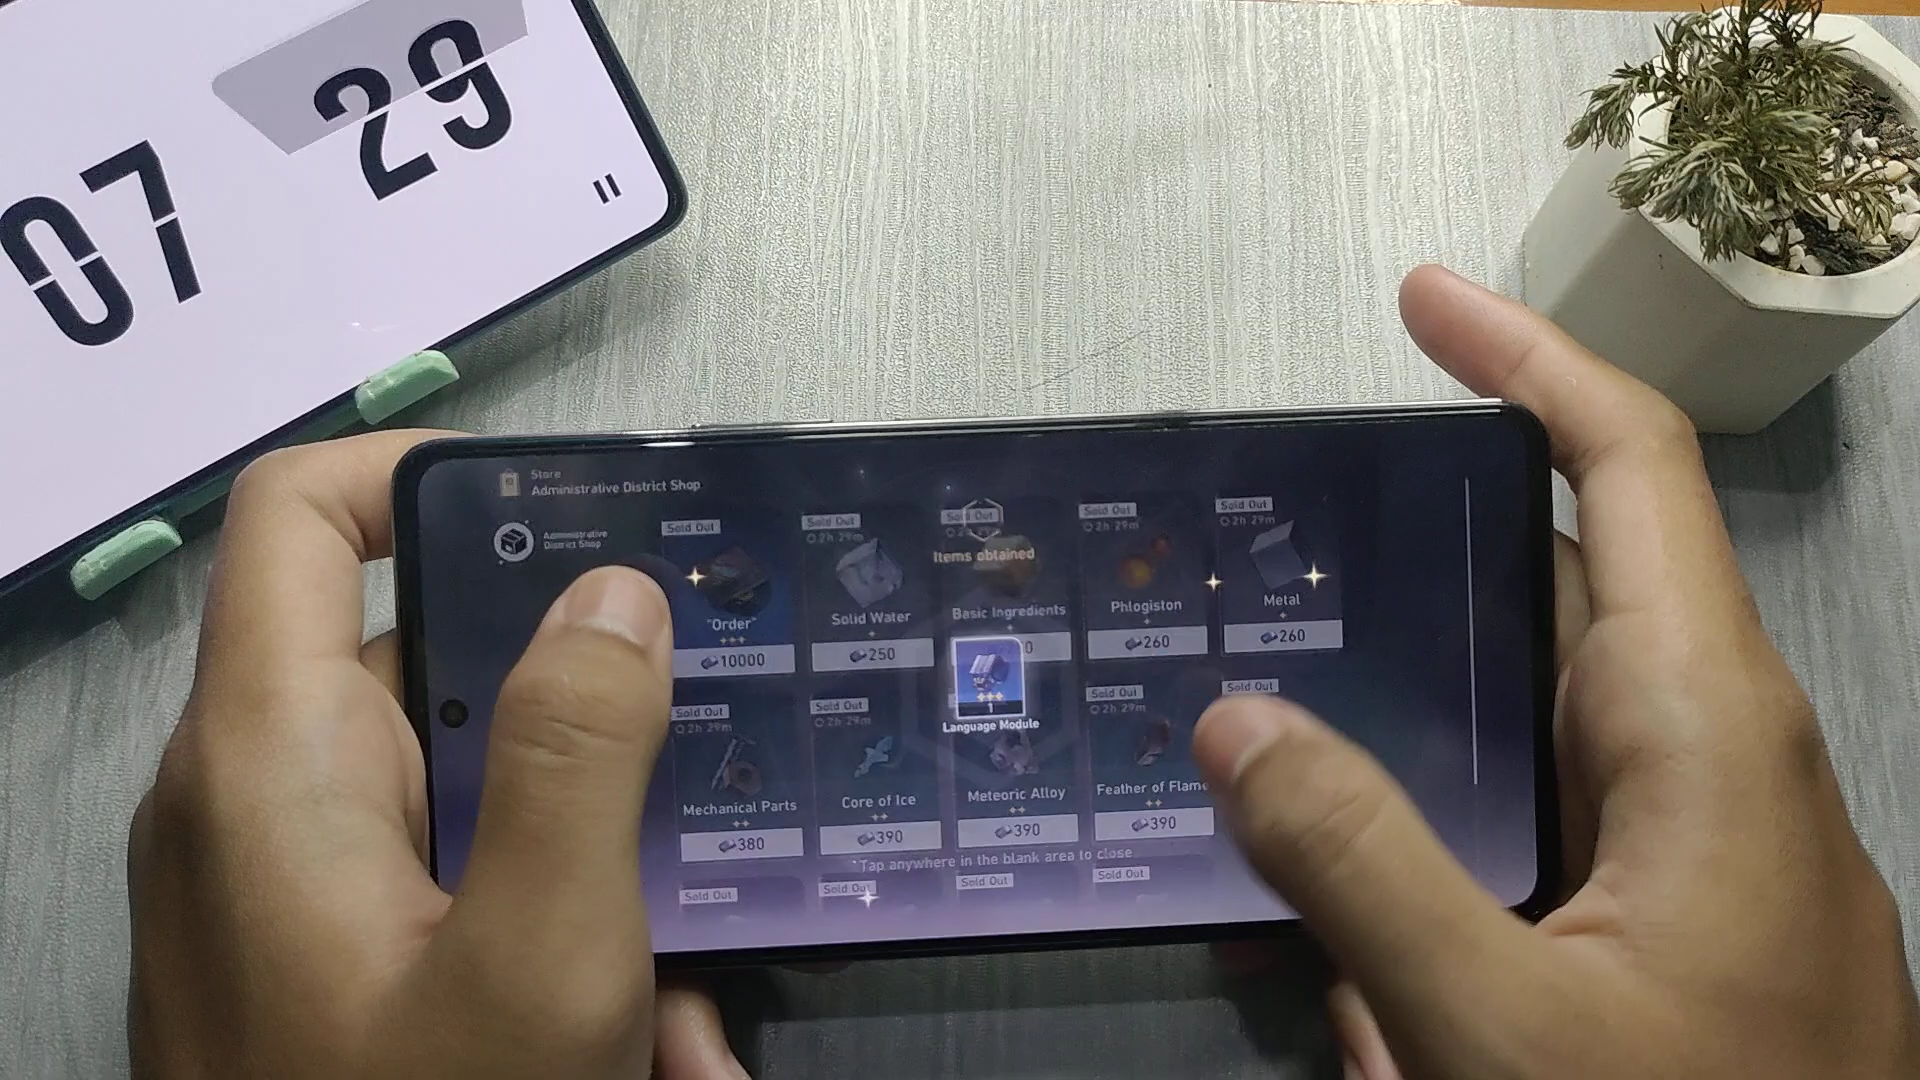 07 29
Store
Administrative District Shop
Administrative
District Shop
Sold Out
"Order"
10000
Sold Out
2h 29m
Solid Water
250
Sold Out
Items obtained
Basic Ingredients
0
Sold Out
2h 29m
Phlogiston
260
Sold Out
2h 29m
Metal
260
Sold Out
2h 29m
Mechanical Parts
380
Sold Out
2h 29m
Core of Ice
390
1
Language Module
Meteoric Alloy
390
Sold Out
2h 29m
Feather of Flame
390
Sold Out
*Tap anywhere in the blank area to close
Sold Out
Sold Out
Sold Out
Sold Out